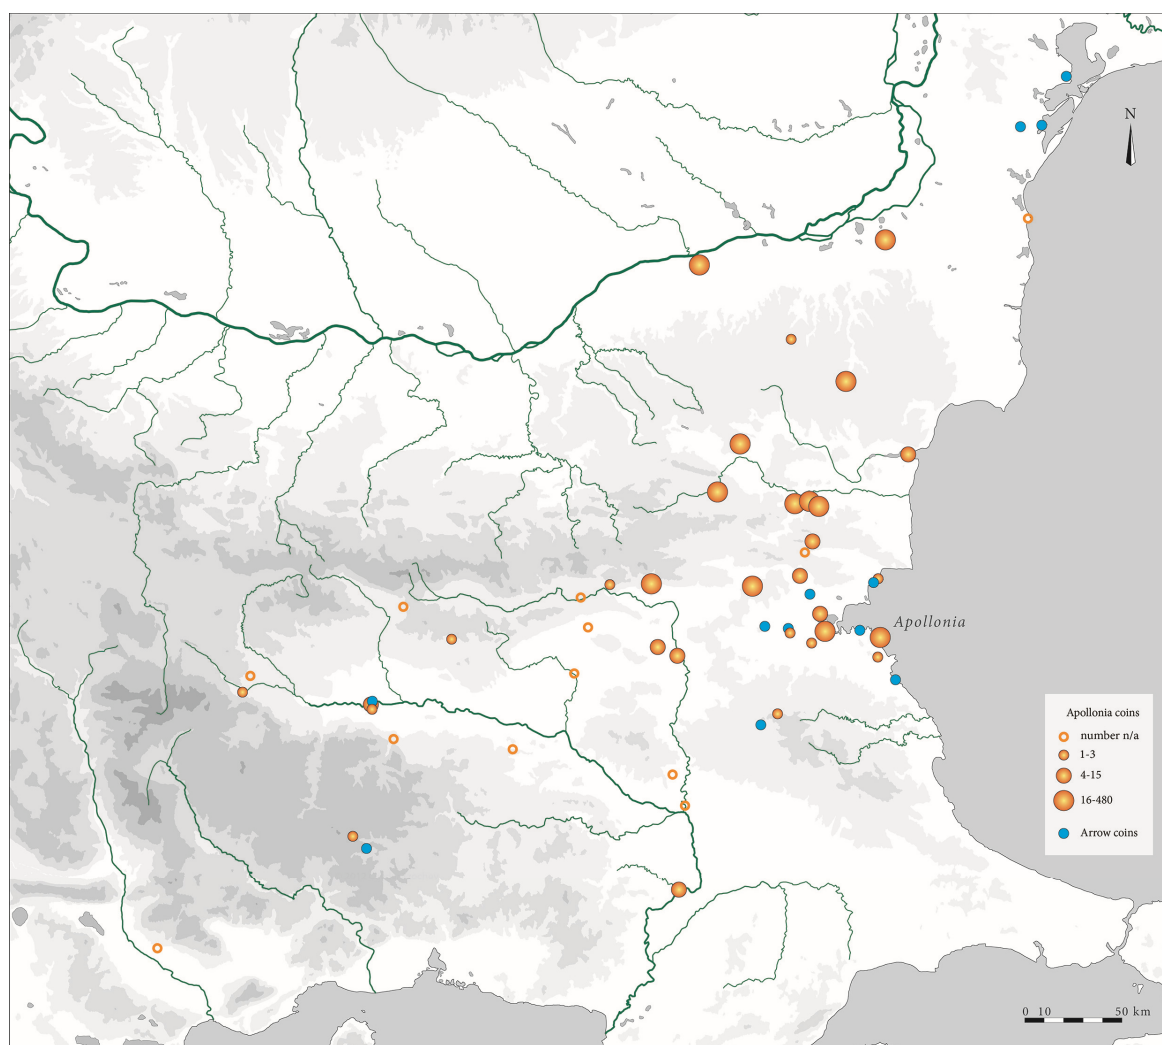 N
Apollonia
Apollonia coins
number n/a
1-3
4-15
16-480
Arrow coins
0 10 50 km